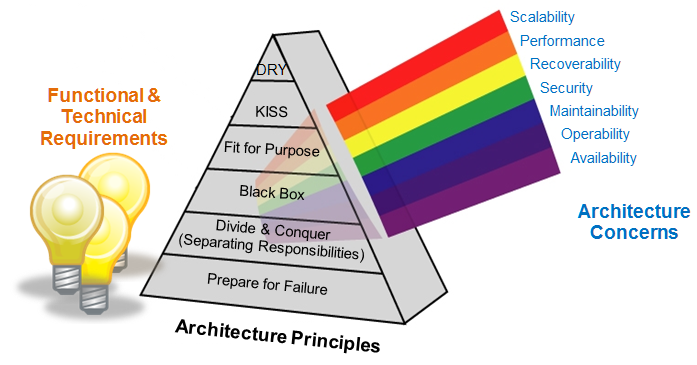 Functional &
Technical
Requirements
DRY
KISS
Fit for Purpose
Black Box
Divide & Conquer
(Separating Responsibilities)
Prepare for Failure
Architecture Principles
Scalability
Performance
Recoverability
Security
Maintainability
Operability
Availability
Architecture
Concerns